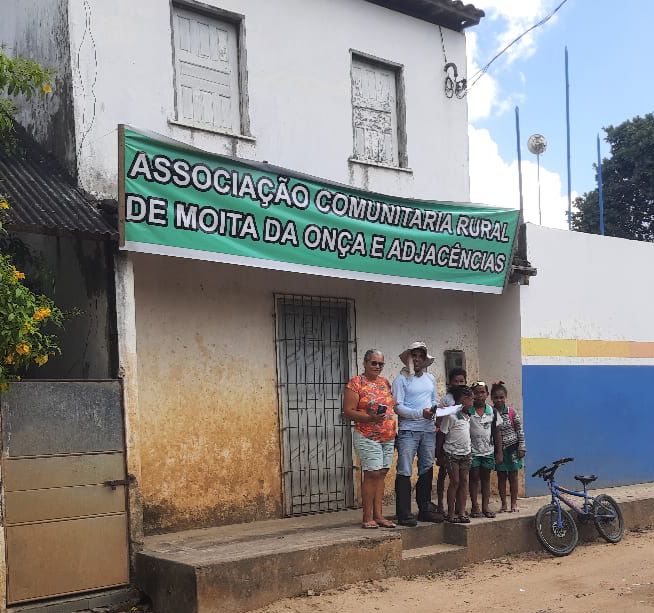 ASSOCIAÇÃO COMUNITARIA RURAL
DE MOITA DA ONÇA E ADJACÊNCIAS